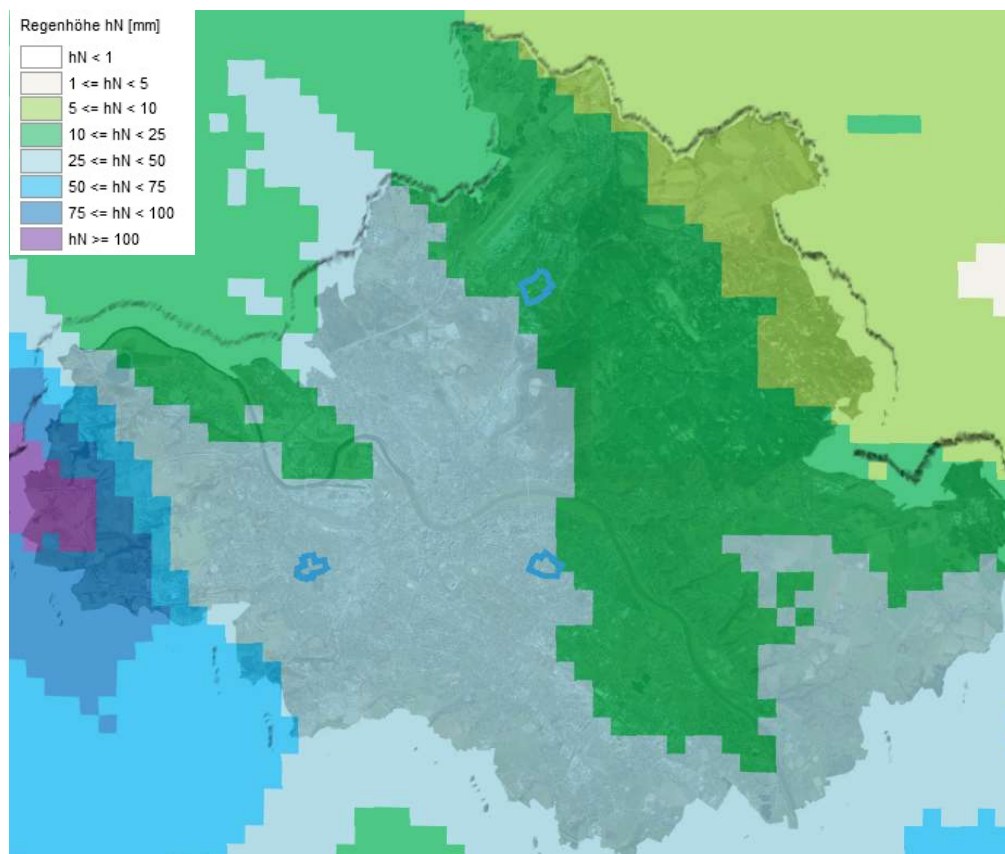 Regenhöhe hN [mm]
hN < 1
1 <= hN < 5
5 <= hN < 10
10 <= hN < 25
25 <= hN < 50
50 <= hN < 75
75 <= hN < 100
hN >= 100